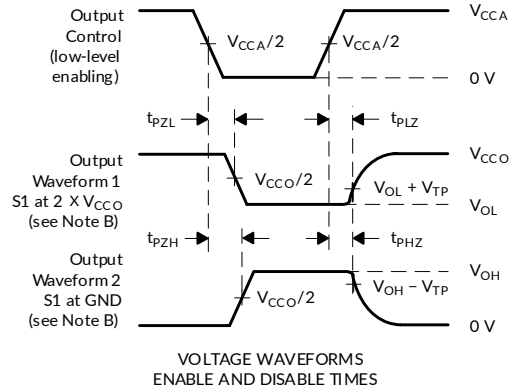 Output
Control
(low-level
enabling)
V_CCA
V_CCA/2
V_CCA/2
0 V
t_PZL
t_PLZ
Output
Waveform 1
S1 at 2 X V_CCO
(see Note B)
V_CCO
V_CCO/2
V_OL + V_TP
V_OL
t_PZH
t_PHZ
Output
Waveform 2
S1 at GND
(see Note B)
V_OH
V_CCO/2
V_OH – V_TP
0 V
VOLTAGE WAVEFORMS
ENABLE AND DISABLE TIMES